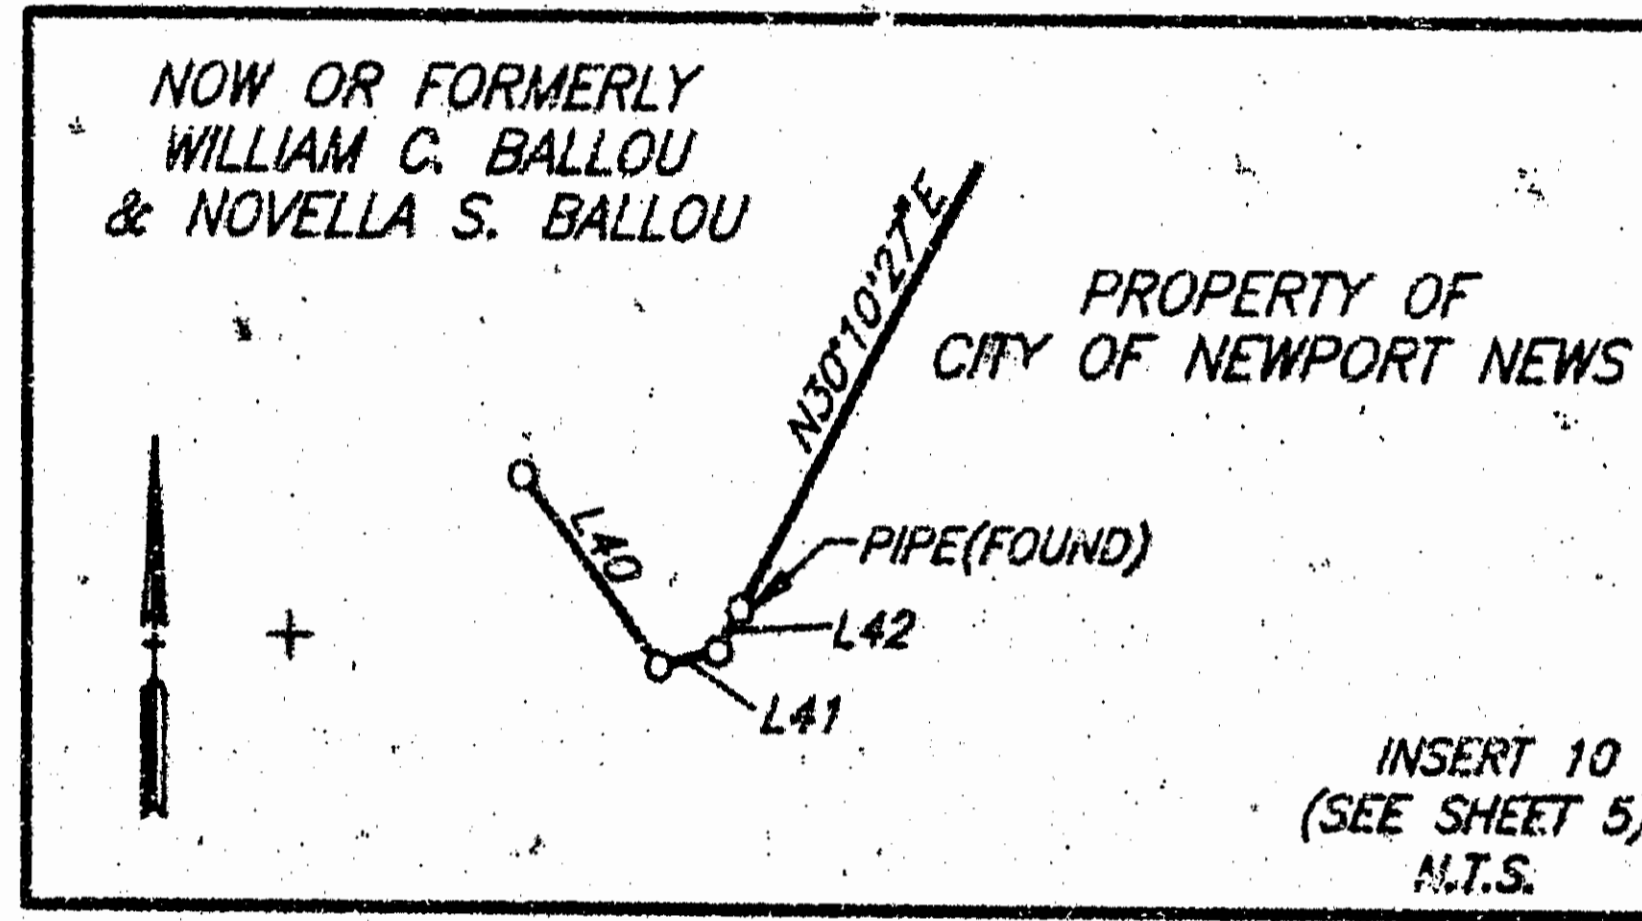 NOW OR FORMERLY
WILLIAM C. BALLOU
& NOVELLA S. BALLOU
N30°10'27"E
PROPERTY OF
CITY OF NEWPORT NEWS
L40
PIPE(FOUND)
L42
L41
INSERT 10
(SEE SHEET 5)
N.T.S.